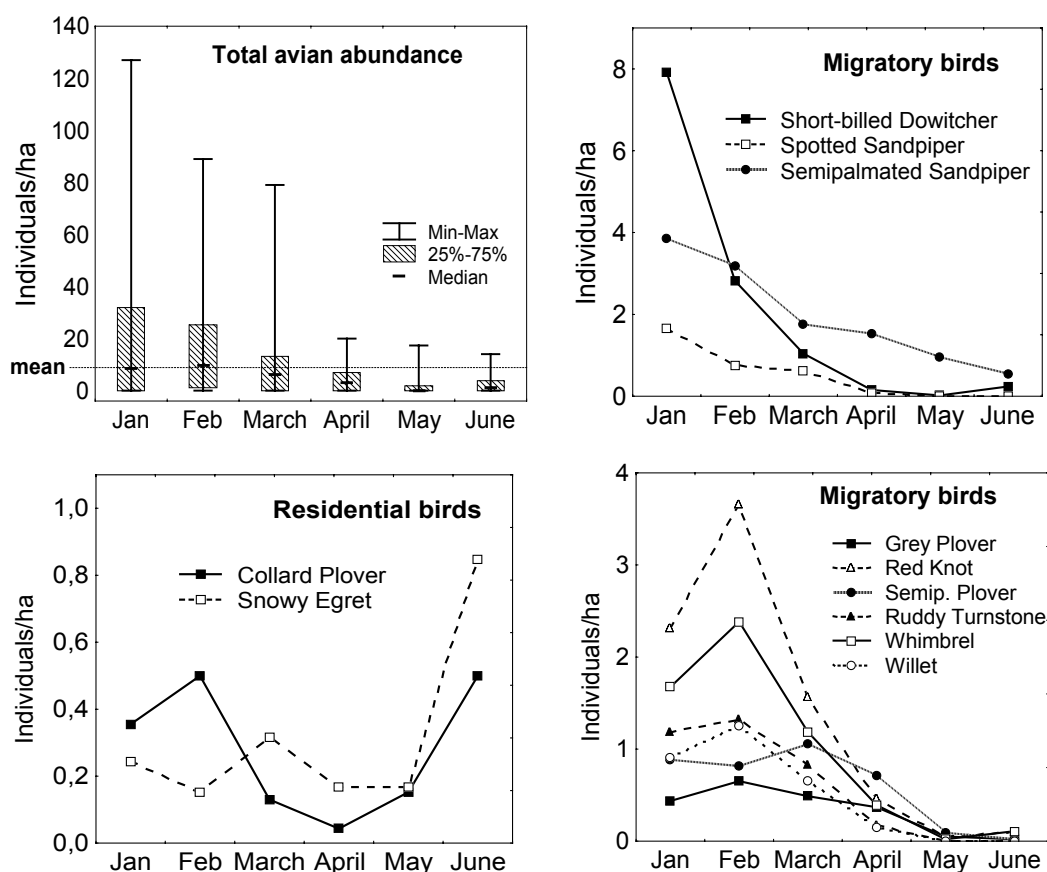 Total avian abundance
Individuals/ha
140
120
100
80
60
40
20
0
mean
Min-Max
25%-75%
Median
Jan Feb March April May June
Migratory birds
Individuals/ha
8
6
4
2
0
Short-billed Dowitcher
Spotted Sandpiper
Semipalmated Sandpiper
Jan Feb March April May June
Residential birds
Individuals/ha
1,0
0,8
0,6
0,4
0,2
0,0
Collard Plover
Snowy Egret
Jan Feb March April May June
Migratory birds
Individuals/ha
4
3
2
1
0
Grey Plover
Red Knot
Semip. Plover
Ruddy Turnstone
Whimbrel
Willet
Jan Feb March April May June